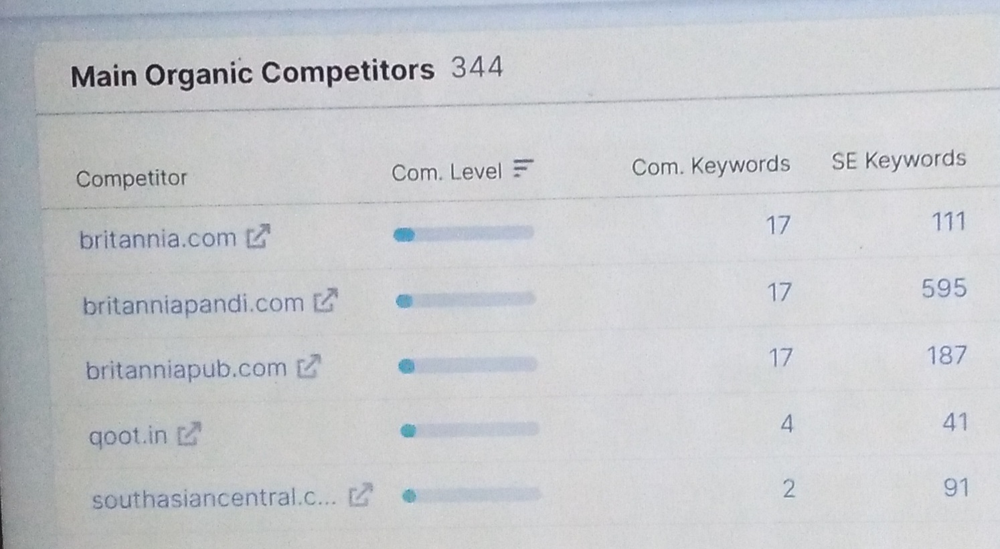 Main Organic Competitors 344
Competitor Com. Level Com. Keywords SE Keywords
britannia.com 17 111
britanniapandi.com 17 595
britanniapub.com 17 187
qoot.in 4 41
southasiancentral.c... 2 91